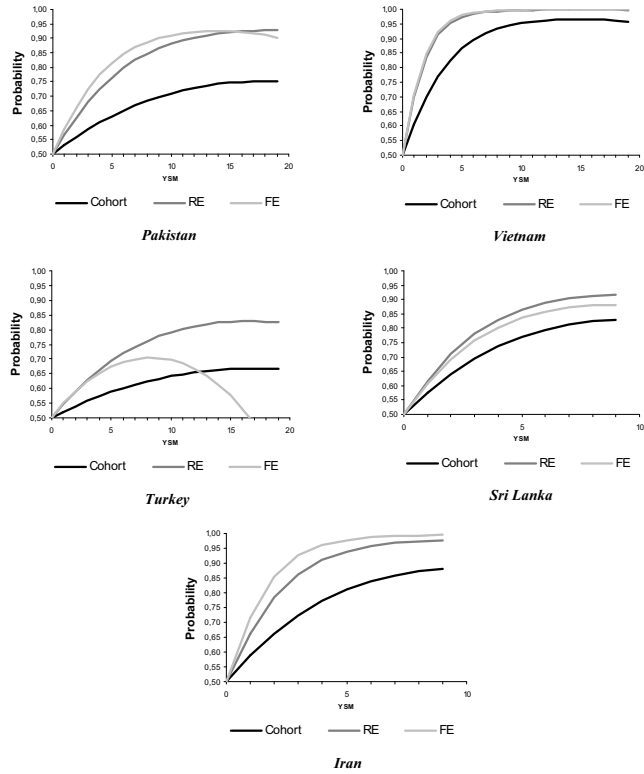 Probability
1,00
0,95
0,90
0,85
0,80
0,75
0,70
0,65
0,60
0,55
0,50
0 5 10 15 20
YSM
Cohort RE FE
Pakistan
Probability
1,00
0,95
0,90
0,85
0,80
0,75
0,70
0,65
0,60
0,55
0,50
0 5 10 15 20
YSM
Cohort RE FE
Vietnam
Probability
1,00
0,95
0,90
0,85
0,80
0,75
0,70
0,65
0,60
0,55
0,50
0 5 10 15 20
YSM
Cohort RE FE
Turkey
Probability
1,00
0,95
0,90
0,85
0,80
0,75
0,70
0,65
0,60
0,55
0,50
0 5 10
YSM
Cohort RE FE
Sri Lanka
Probability
1,00
0,95
0,90
0,85
0,80
0,75
0,70
0,65
0,60
0,55
0,50
0 5 10
YSM
Cohort RE FE
Iran